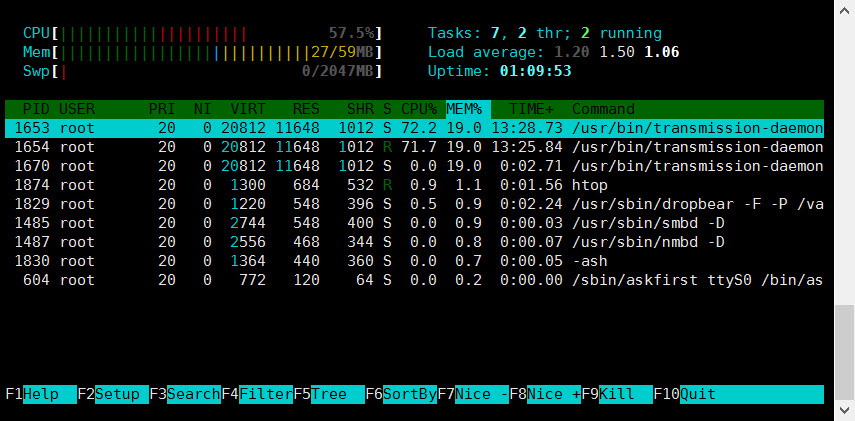 CPU[|||||||||||||||||||||         57.5%]     Tasks: 7, 2 thr; 2 running
Mem[||||||||||||||||||||||||||||27/59MB]     Load average: 1.20 1.50 1.06
Swp[|                          0/2047MB]     Uptime: 01:09:53
PID USER      PRI  NI  VIRT   RES   SHR S CPU% MEM%   TIME+  Command
1653 root       20   0 20812 11648  1012 S 72.2 19.0 13:28.73 /usr/bin/transmission-daemon
1654 root       20   0 20812 11648  1012 R 71.7 19.0 13:25.84 /usr/bin/transmission-daemon
1670 root       20   0 20812 11648  1012 S  0.0 19.0  0:02.71 /usr/bin/transmission-daemon
1874 root       20   0  1300   684   532 R  0.9  1.1  0:01.56 htop
1829 root       20   0  1220   548   396 S  0.5  0.9  0:02.24 /usr/sbin/dropbear -F -P /va
1485 root       20   0  2744   548   400 S  0.0  0.9  0:00.03 /usr/sbin/smbd -D
1487 root       20   0  2556   468   344 S  0.0  0.8  0:00.07 /usr/sbin/nmbd -D
1830 root       20   0  1364   440   360 S  0.0  0.7  0:00.05 -ash
604 root       20   0   772   120    64 S  0.0  0.2  0:00.00 /sbin/askfirst ttyS0 /bin/as
F1Help  F2Setup F3SearchF4FilterF5Tree  F6SortByF7Nice -F8Nice +F9Kill  F10Quit